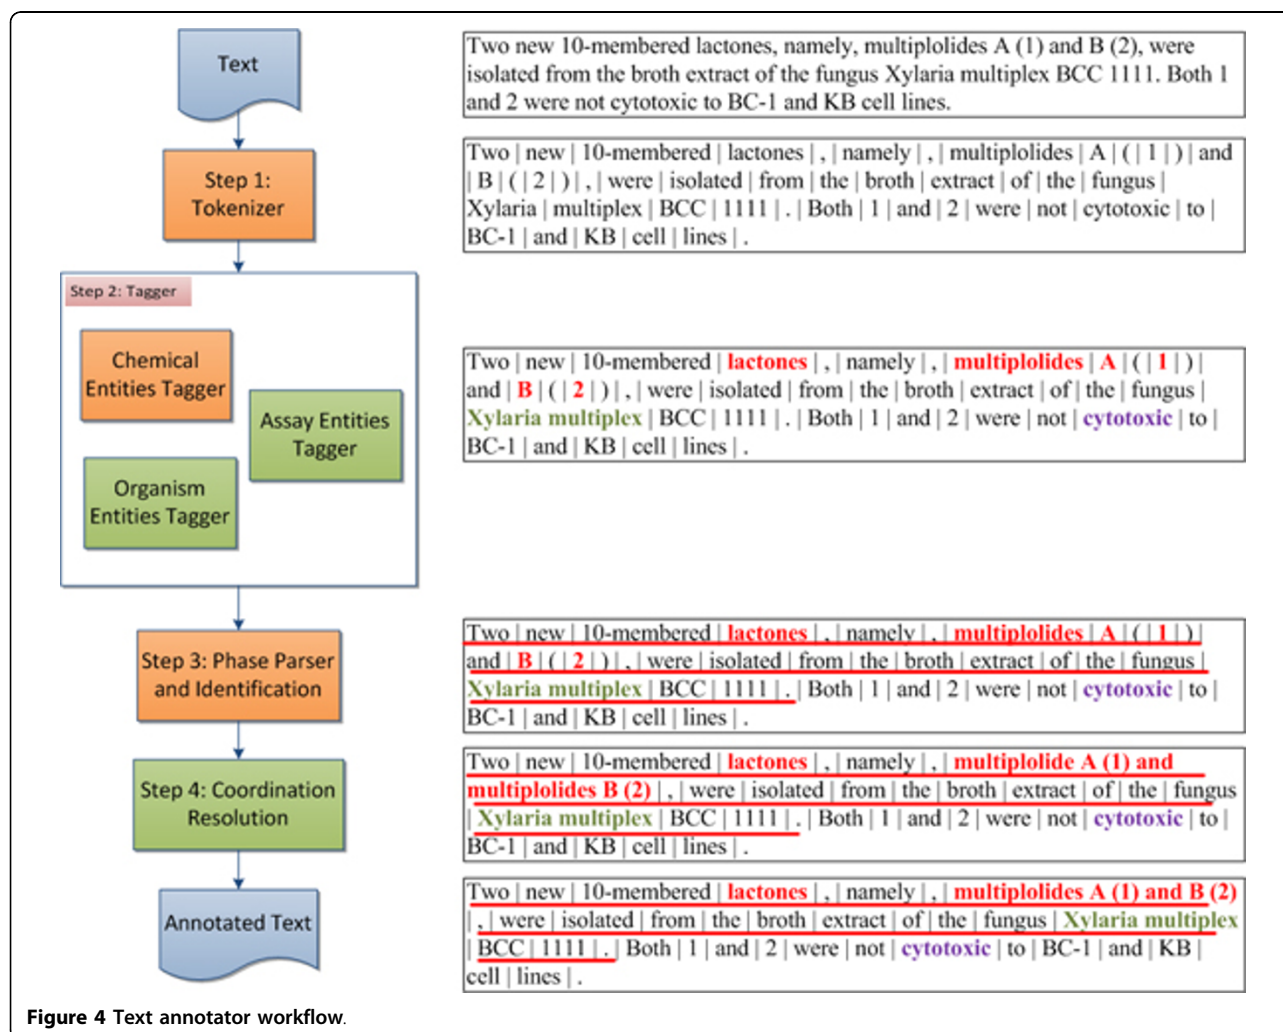 Text
Two new 10-membered lactones, namely, multiplolides A (1) and B (2), were
isolated from the broth extract of the fungus Xylaria multiplex BCC 1111. Both 1
and 2 were not cytotoxic to BC-1 and KB cell lines.
Step 1:
Tokenizer
Two | new | 10-membered | lactones | , | namely | , | multiplolides | A | ( | 1 | ) | and
| B | ( | 2 | ) | , | were | isolated | from | the | broth | extract | of | the | fungus |
Xylaria | multiplex | BCC | 1111 | . | Both | 1 | and | 2 | were | not | cytotoxic | to |
BC-1 | and | KB | cell | lines | .
Step 2: Tagger
Chemical
Entities Tagger
Assay Entities
Tagger
Organism
Entities Tagger
Two | new | 10-membered | lactones | , | namely | , | multiplolides | A | ( | 1 | ) |
and | B | ( | 2 | ) | , | were | isolated | from | the | broth | extract | of | the | fungus |
Xylaria multiplex | BCC | 1111 | . | Both | 1 | and | 2 | were | not | cytotoxic | to |
BC-1 | and | KB | cell | lines | .
Step 3: Phase Parser
and Identification
Two | new | 10-membered | lactones | , | namely | , | multiplolides | A | ( | 1 | ) |
and | B | ( | 2 | ) | , | were | isolated | from | the | broth | extract | of | the | fungus |
Xylaria multiplex | BCC | 1111 | . | Both | 1 | and | 2 | were | not | cytotoxic | to |
BC-1 | and | KB | cell | lines | .
Step 4: Coordination
Resolution
Two | new | 10-membered | lactones | , | namely | , | multiplolide A (1) and
multiplolides B (2) | , | were | isolated | from | the | broth | extract | of | the | fungus
| Xylaria multiplex | BCC | 1111 | . | Both | 1 | and | 2 | were | not | cytotoxic | to |
BC-1 | and | KB | cell | lines | .
Annotated Text
Two | new | 10-membered | lactones | , | namely | , | multiplolides A (1) and B (2)
| , | were | isolated | from | the | broth | extract | of | the | fungus | Xylaria multiplex
| BCC | 1111 | . | Both | 1 | and | 2 | were | not | cytotoxic | to | BC-1 | and | KB |
cell | lines | .
Figure 4 Text annotator workflow.